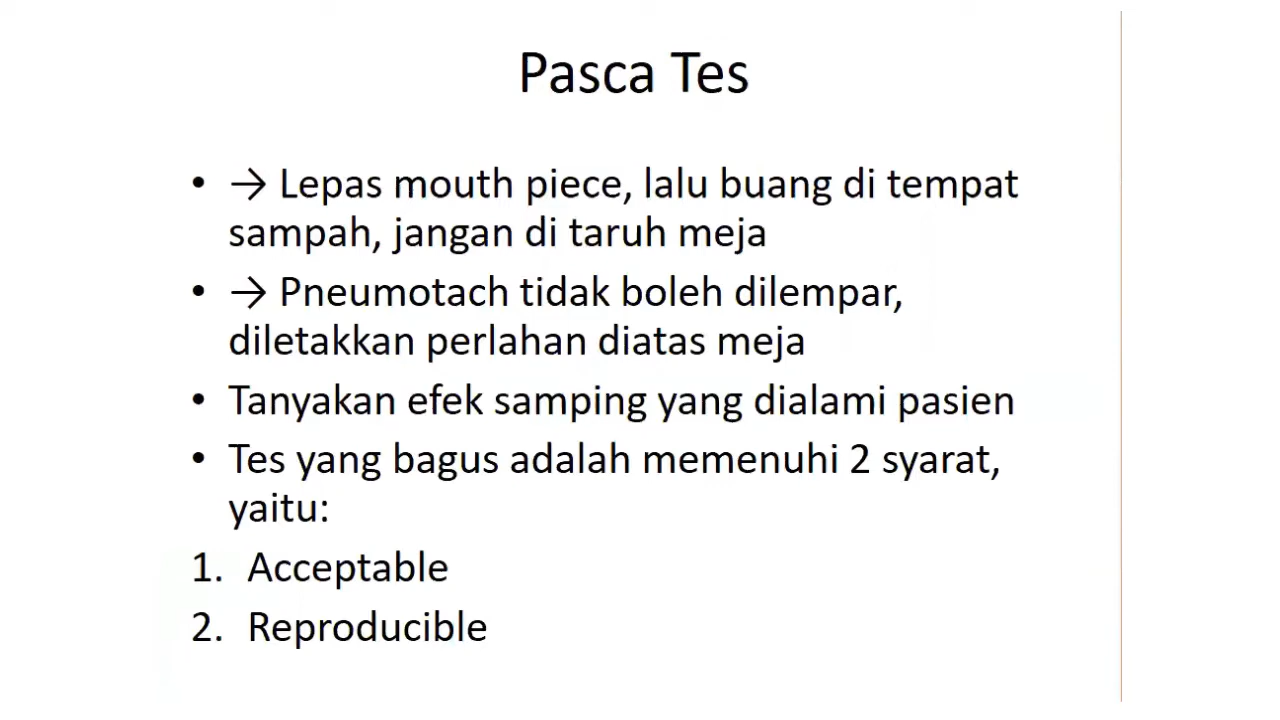 Pasca Tes
• → Lepas mouth piece, lalu buang di tempat
sampah, jangan di taruh meja
• → Pneumotach tidak boleh dilempar,
diletakkan perlahan diatas meja
• Tanyakan efek samping yang dialami pasien
• Tes yang bagus adalah memenuhi 2 syarat,
yaitu:
1. Acceptable
2. Reproducible